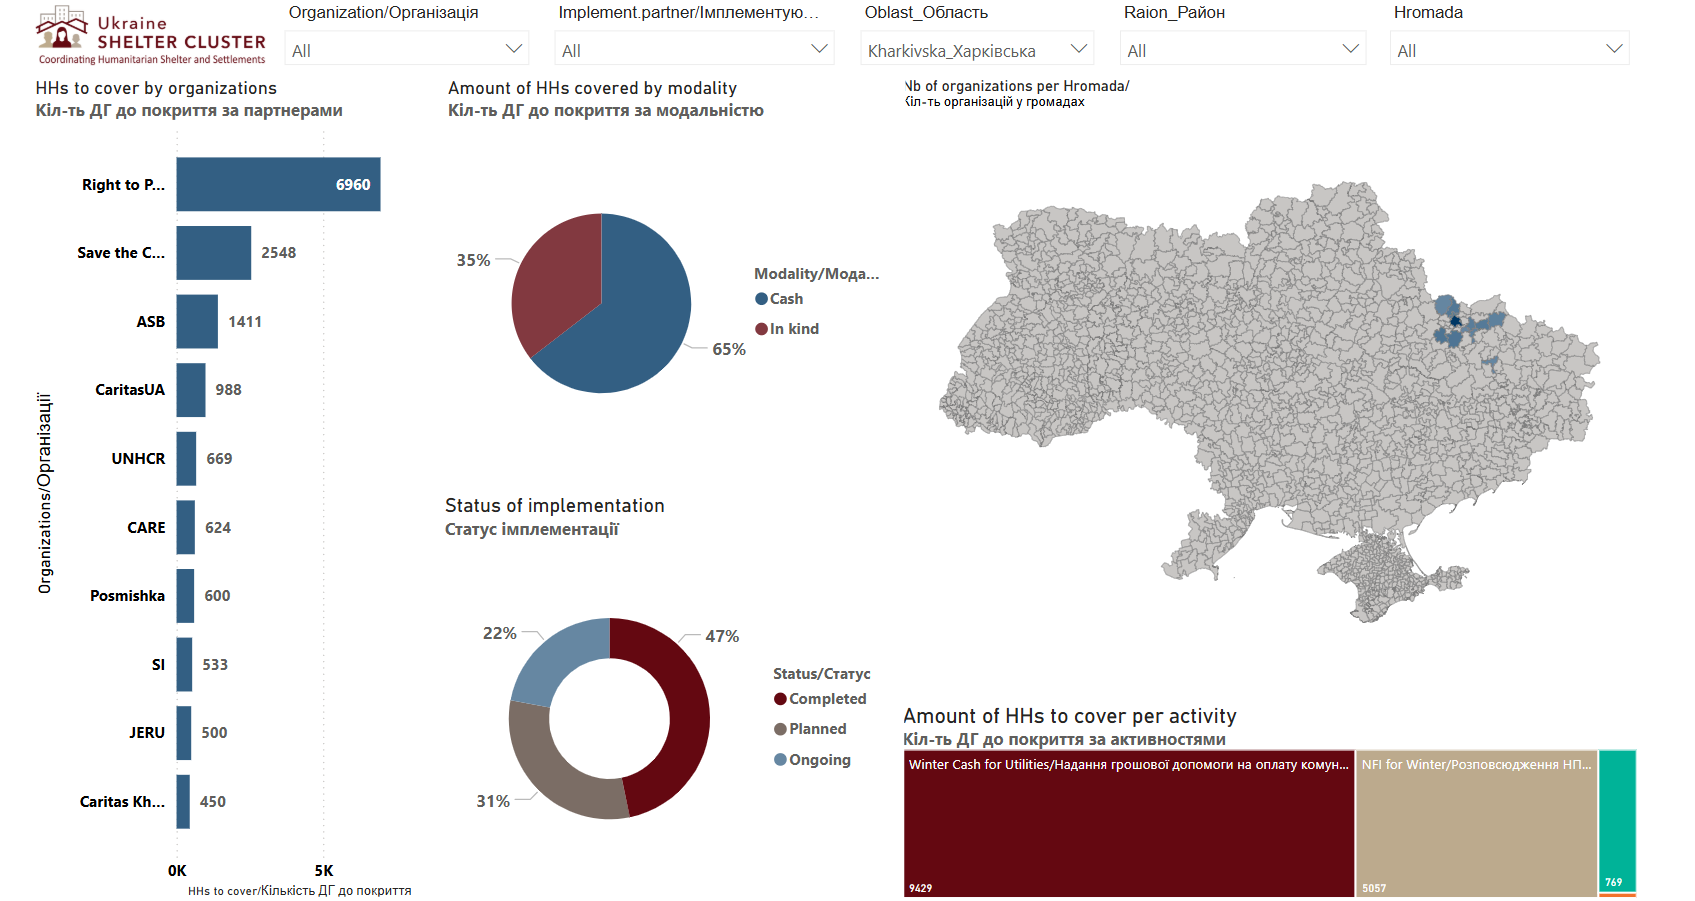 Ukraine
SHELTER CLUSTER
Coordinating Humanitarian Shelter and Settlements
Organization/Організація
All
Implement.partner/Імплементую...
All
Oblast_Область
Kharkivska_Харківська
Raion_Район
All
Hromada
All
HHs to cover by organizations
Кіл-ть ДГ до покриття за партнерами
Organizations/Організації
Right to P...
6960
Save the C...
2548
ASB
1411
CaritasUA
988
UNHCR
669
CARE
624
Posmishka
600
SI
533
JERU
500
Caritas Kh...
450
0K
5K
HHs to cover/Кількість ДГ до покриття
Amount of HHs covered by modality
Кіл-ть ДГ до покриття за модальністю
35%
65%
Modality/Мода...
Cash
In kind
Status of implementation
Статус імплементації
22%
47%
31%
Status/Статус
Completed
Planned
Ongoing
Nb of organizations per Hromada/
Кіл-ть організацій у громадах
Amount of HHs to cover per activity
Кіл-ть ДГ до покриття за активностями
Winter Cash for Utilities/Надання грошової допомоги на оплату комун...
9429
NFI for Winter/Розповсюдження НП...
5057
769